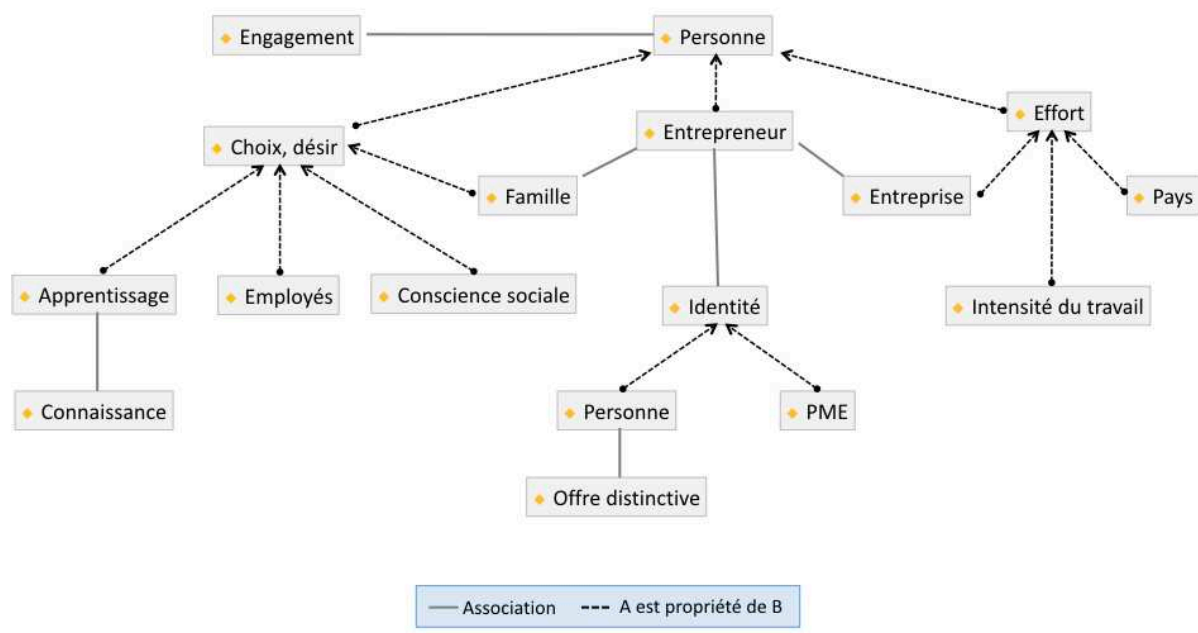 Engagement
Personne
Effort
Entrepreneur
Choix, désir
Famille
Entreprise
Pays
Apprentissage
Employés
Conscience sociale
Identité
Intensité du travail
Connaissance
Personne
PME
Offre distinctive
Association
A est propriété de B